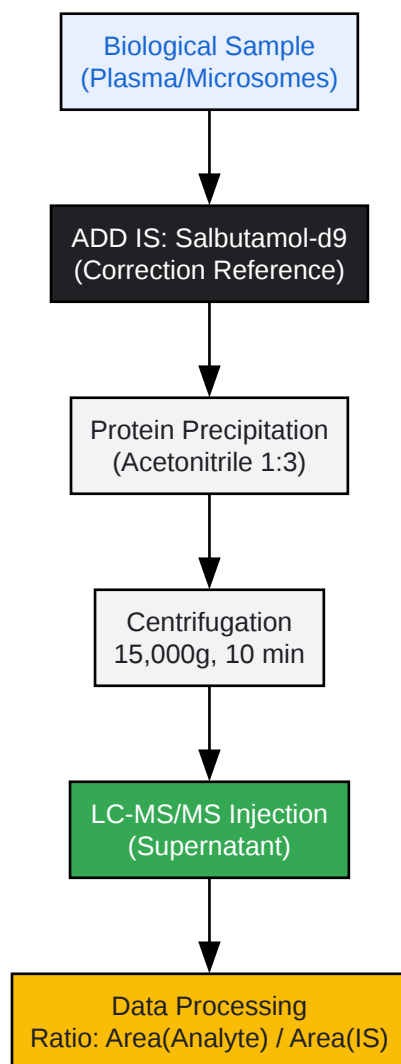 Biological Sample
(Plasma/Microsomes)
ADD IS: Salbutamol-d9
(Correction Reference)
Protein Precipitation
(Acetonitrile 1:3)
Centrifugation
15,000g, 10 min
LC-MS/MS Injection
(Supernatant)
Data Processing
Ratio: Area(Analyte) / Area(IS)